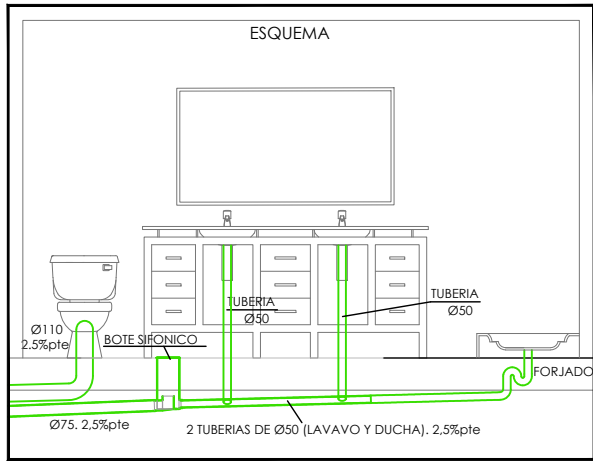 ESQUEMA
TUBERIA
Ø50
TUBERIA
Ø50
Ø110
2.5%pte
BOTE SIFONICO
FORJADO
Ø75. 2,5%pte
2 TUBERIAS DE Ø50 (LAVAVO Y DUCHA). 2,5%pte